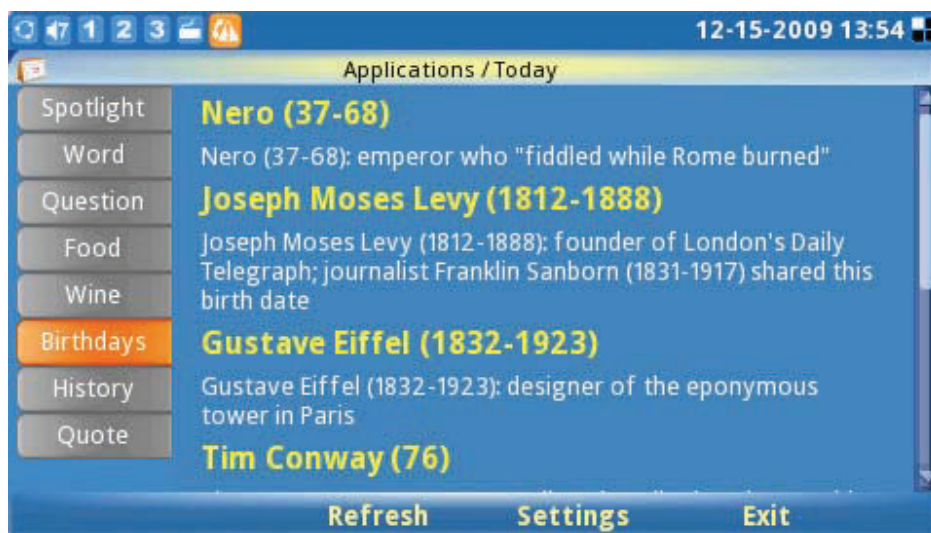 47 1 2 3 12-15-2009 13:54
Applications / Today
Spotlight
Word
Question
Food
Wine
Birthdays
History
Quote
Nero (37-68)
Nero (37-68): emperor who "fiddled while Rome burned"
Joseph Moses Levy (1812-1888)
Joseph Moses Levy (1812-1888): founder of London's Daily
Telegraph; journalist Franklin Sanborn (1831-1917) shared this
birth date
Gustave Eiffel (1832-1923)
Gustave Eiffel (1832-1923): designer of the eponymous
tower in Paris
Tim Conway (76)
Refresh Settings Exit